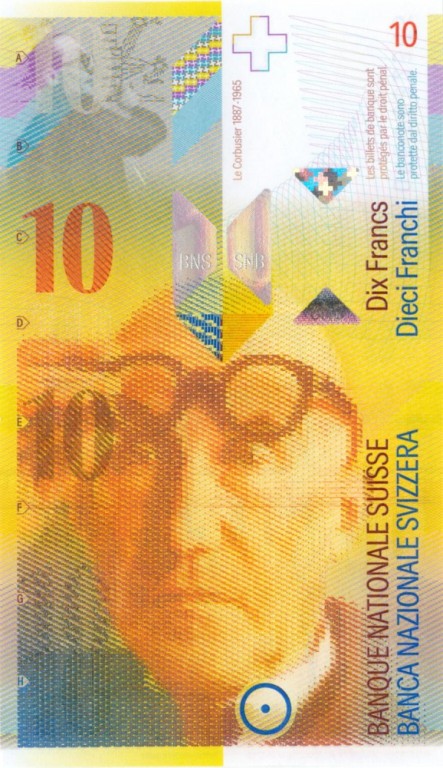 A
B
C
D
E
F
G
H
10
10
10
BNS
SNB
Le Corbusier 1887-1965
Les billets de banque sont
protégés par le droit pénal.
Le banconote sono
protette dal diritto penale.
Dix Francs
Dieci Franchi
BANQUE NATIONALE SUISSE
BANCA NAZIONALE SVIZZERA